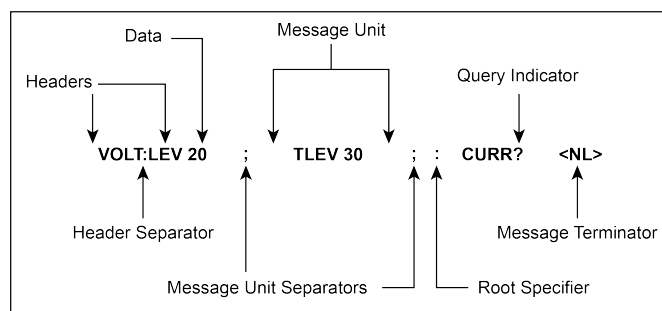 Message Unit
Data
Query Indicator
Headers
VOLT:LEV 20 ; TLEV 30 ; : CURR? <NL>
Header Separator
Message Terminator
Message Unit Separators
Root Specifier